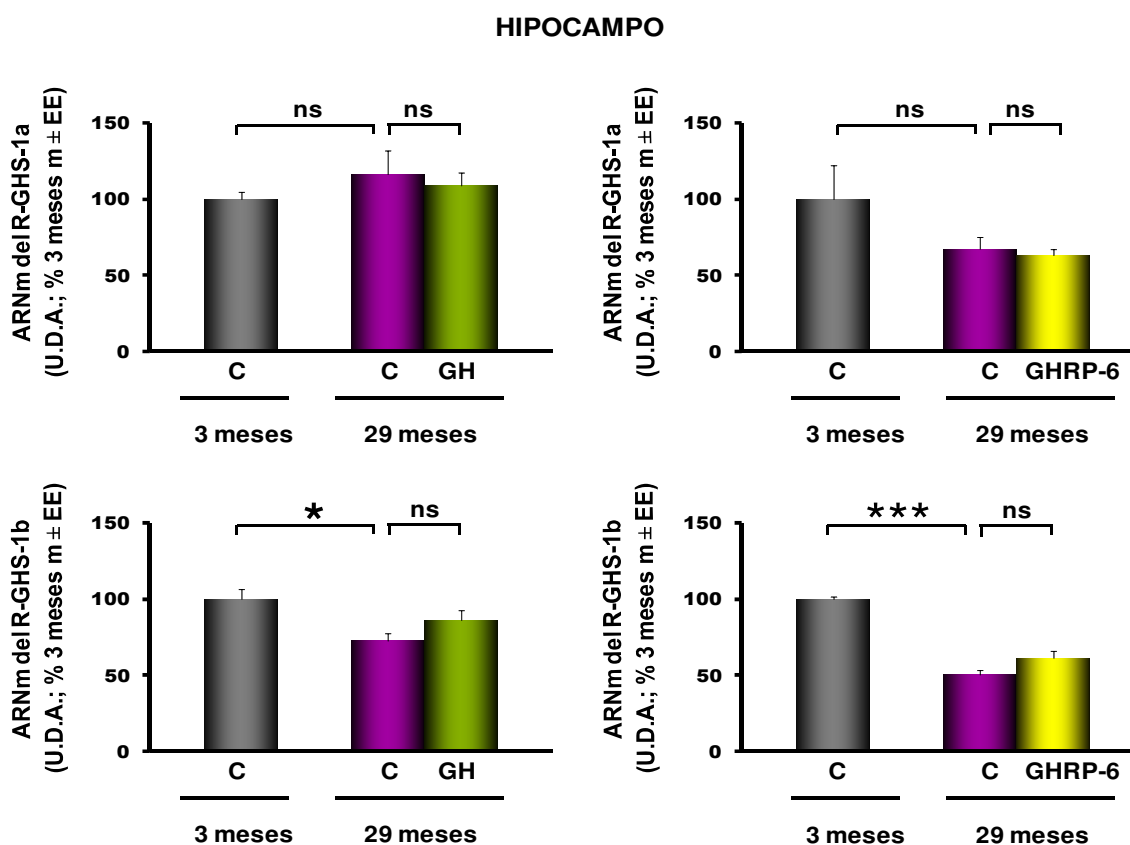 HIPOCAMPO
ARNm del R-GHS-1a
(U.D.A.; % 3 meses m ± EE)
150
100
50
0
ns
ns
C
C
GH
3 meses
29 meses
ARNm del R-GHS-1a
(U.D.A.; % 3 meses m ± EE)
150
100
50
0
ns
ns
C
C
GHRP-6
3 meses
29 meses
ARNm del R-GHS-1b
(U.D.A.; % 3 meses m ± EE)
150
100
50
0
*
ns
C
C
GH
3 meses
29 meses
ARNm del R-GHS-1b
(U.D.A.; % 3 meses m ± EE)
150
100
50
0
***
ns
C
C
GHRP-6
3 meses
29 meses